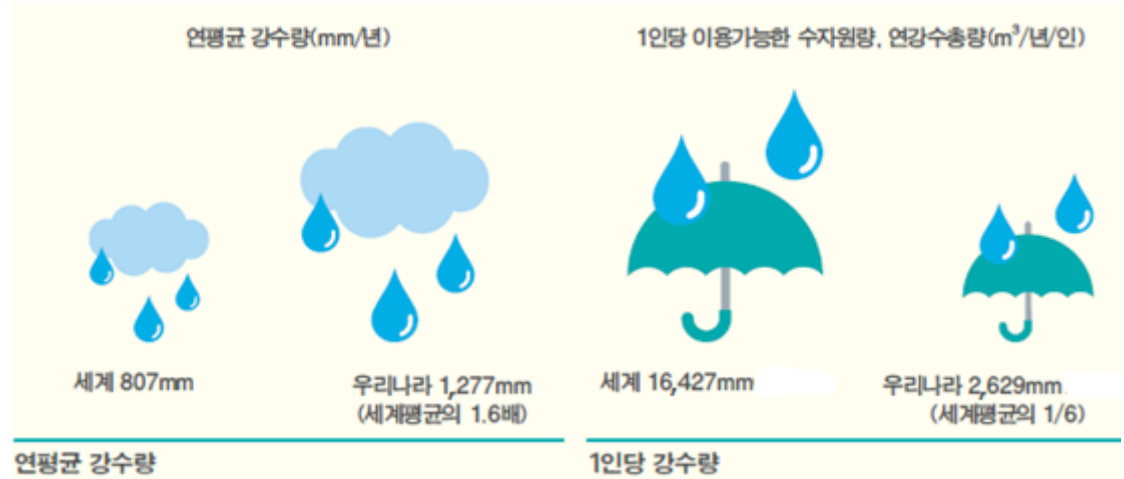 연평균 강수량(mm/년)
1인당 이용가능한 수자원량, 연강수총량(m³/년/인)
세계 807mm
우리나라 1,277mm
(세계평균의 1.6배)
세계 16,427mm
우리나라 2,629mm
(세계평균의 1/6)
연평균 강수량
1인당 강수량